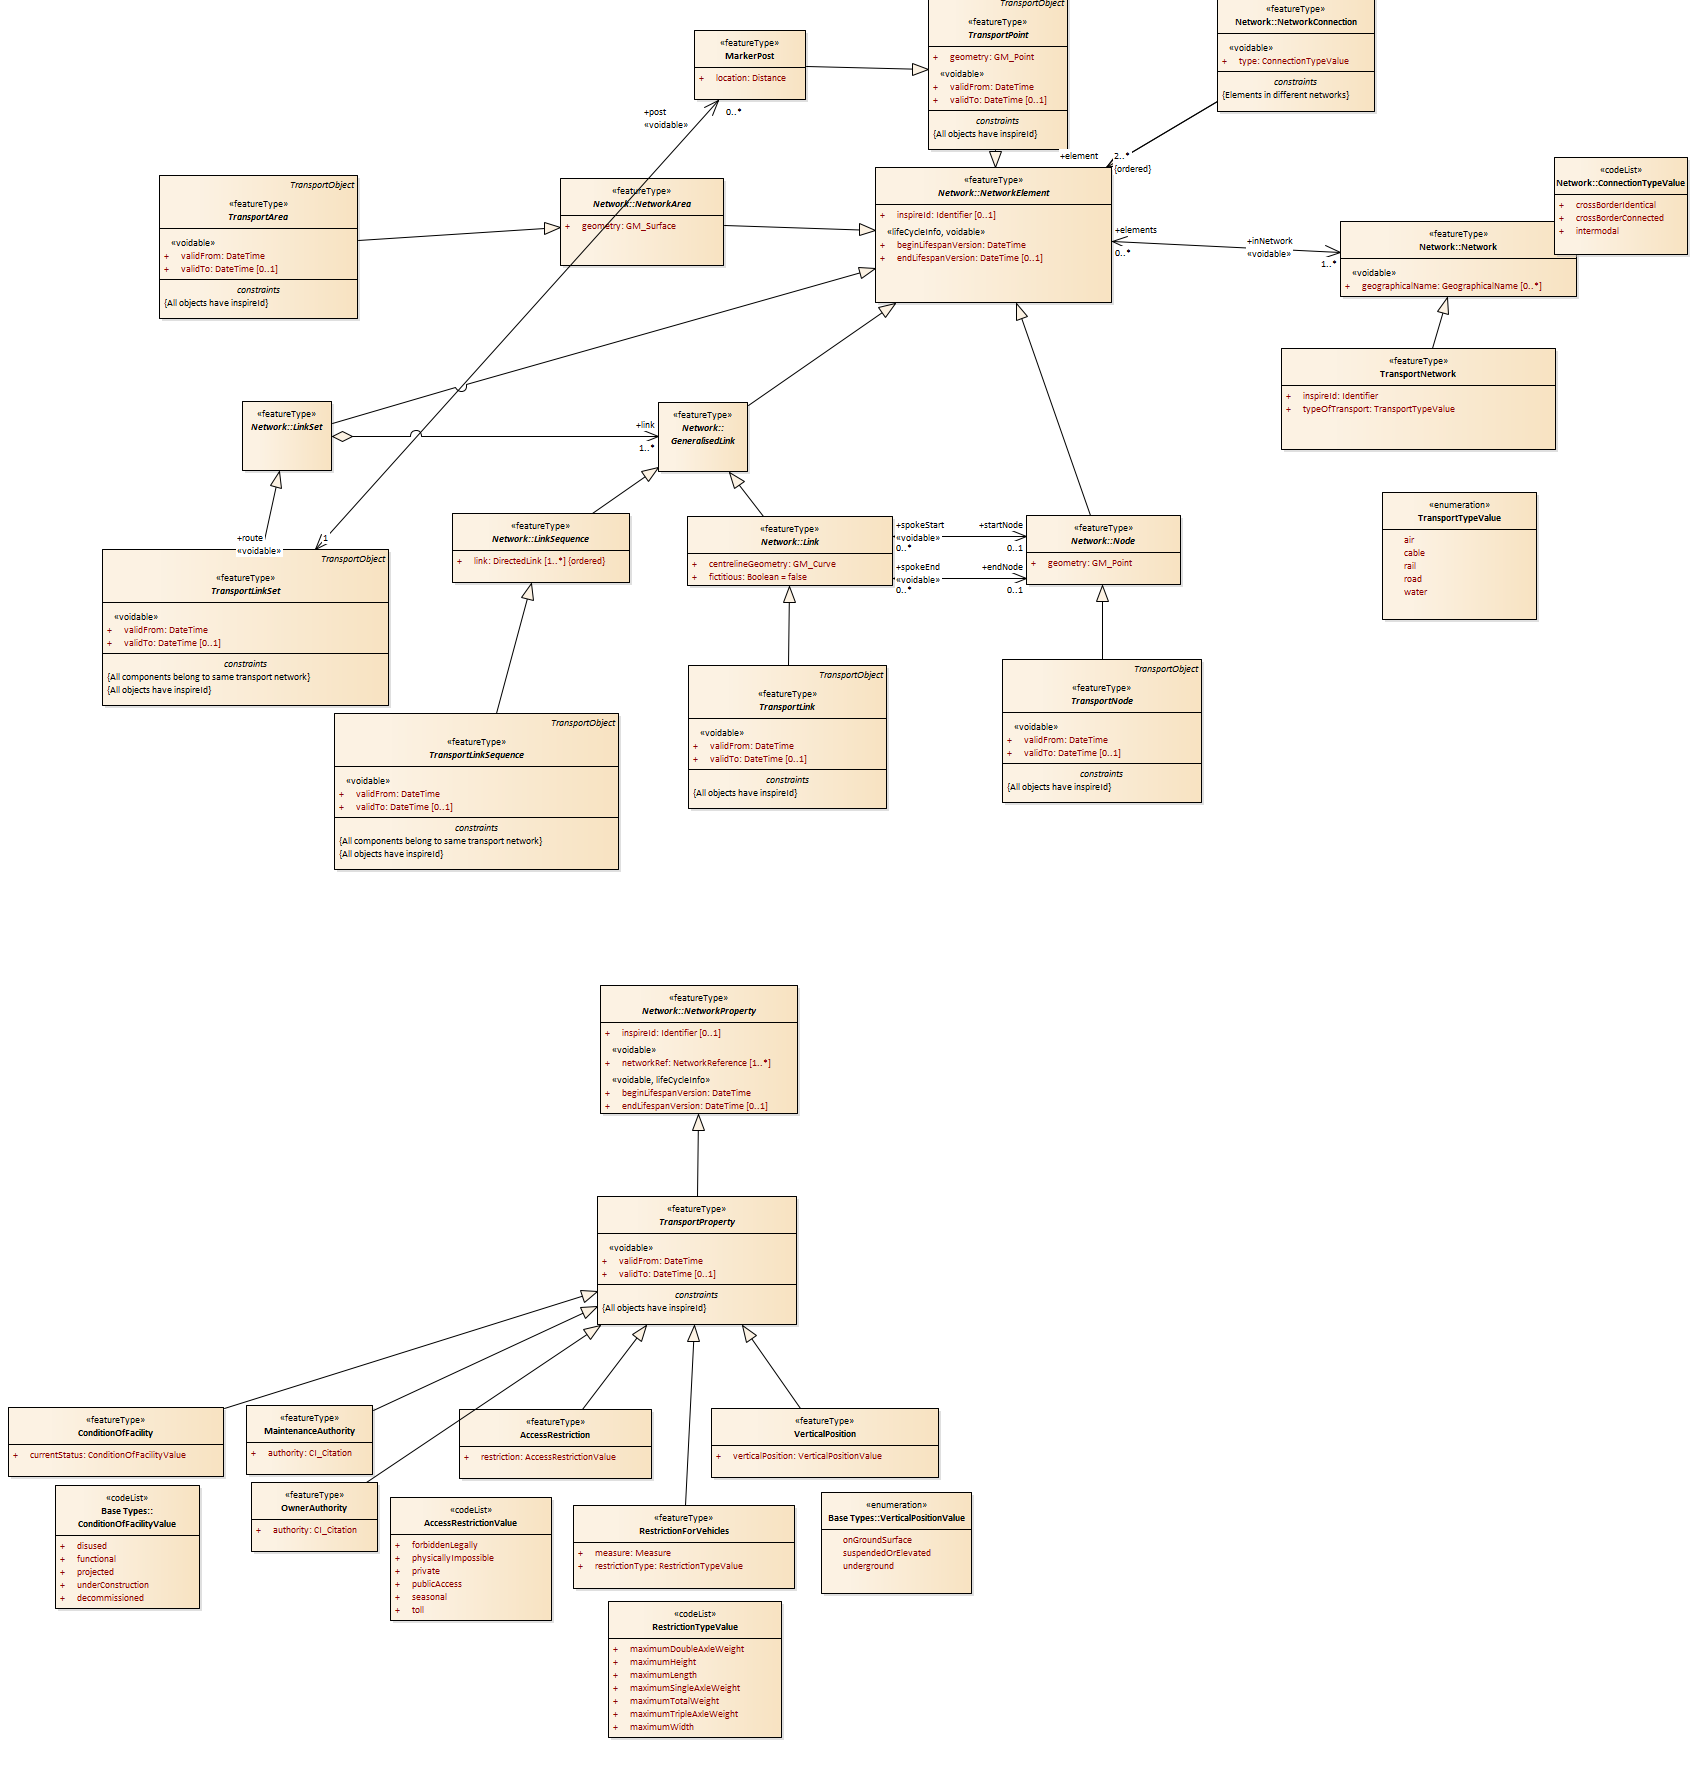 TransportObject
«featureType»
TransportPoint
+ geometry: GM_Point
«voidable»
+ validFrom: DateTime
+ validTo: DateTime [0..1]
constraints
{All objects have inspireId}
«featureType»
Network::NetworkConnection
«voidable»
+ type: ConnectionTypeValue
constraints
{Elements in different networks}
«featureType»
MarkerPost
+ location: Distance
+post
«voidable»
0..*
+element
2..*
{ordered}
«codeList»
Network::ConnectionTypeValue
+ crossBorderIdentical
+ crossBorderConnected
+ intermodal
TransportObject
«featureType»
TransportArea
«voidable»
+ validFrom: DateTime
+ validTo: DateTime [0..1]
constraints
{All objects have inspireId}
«featureType»
Network::NetworkArea
+ geometry: GM_Surface
«featureType»
Network::NetworkElement
+ inspireId: Identifier [0..1]
«lifeCycleInfo, voidable»
+ beginLifespanVersion: DateTime
+ endLifespanVersion: DateTime [0..1]
+elements
0..*
+inNetwork
«voidable»
1..*
«featureType»
Network::Network
«voidable»
+ geographicalName: GeographicalName [0..*]
«featureType»
TransportNetwork
+ inspireId: Identifier
+ typeOfTransport: TransportTypeValue
«featureType»
Network::LinkSet
+link
1..*
«featureType»
Network::
GeneralisedLink
«enumeration»
TransportTypeValue
air
cable
rail
road
water
+route
«voidable»
1
«featureType»
Network::LinkSequence
+ link: DirectedLink [1..*] {ordered}
«featureType»
Network::Link
+ centrelineGeometry: GM_Curve
+ fictitious: Boolean = false
+spokeStart
«voidable»
0..*
+startNode
0..1
+spokeEnd
«voidable»
0..*
+endNode
0..1
«featureType»
Network::Node
+ geometry: GM_Point
TransportObject
«featureType»
TransportLinkSet
«voidable»
+ validFrom: DateTime
+ validTo: DateTime [0..1]
constraints
{All components belong to same transport network}
{All objects have inspireId}
TransportObject
«featureType»
TransportLinkSequence
«voidable»
+ validFrom: DateTime
+ validTo: DateTime [0..1]
constraints
{All components belong to same transport network}
{All objects have inspireId}
TransportObject
«featureType»
TransportLink
«voidable»
+ validFrom: DateTime
+ validTo: DateTime [0..1]
constraints
{All objects have inspireId}
TransportObject
«featureType»
TransportNode
«voidable»
+ validFrom: DateTime
+ validTo: DateTime [0..1]
constraints
{All objects have inspireId}
«featureType»
Network::NetworkProperty
+ inspireId: Identifier [0..1]
«voidable»
+ networkRef: NetworkReference [1..*]
«voidable, lifeCycleInfo»
+ beginLifespanVersion: DateTime
+ endLifespanVersion: DateTime [0..1]
«featureType»
TransportProperty
«voidable»
+ validFrom: DateTime
+ validTo: DateTime [0..1]
constraints
{All objects have inspireId}
«featureType»
ConditionOfFacility
+ currentStatus: ConditionOfFacilityValue
«featureType»
MaintenanceAuthority
+ authority: CI_Citation
«featureType»
AccessRestriction
+ restriction: AccessRestrictionValue
«featureType»
VerticalPosition
+ verticalPosition: VerticalPositionValue
«codeList»
Base Types::
ConditionOfFacilityValue
+ disused
+ functional
+ projected
+ underConstruction
+ decommissioned
«featureType»
OwnerAuthority
+ authority: CI_Citation
«codeList»
AccessRestrictionValue
+ forbiddenLegally
+ physicallyImpossible
+ private
+ publicAccess
+ seasonal
+ toll
«featureType»
RestrictionForVehicles
+ measure: Measure
+ restrictionType: RestrictionTypeValue
«enumeration»
Base Types::VerticalPositionValue
onGroundSurface
suspendedOrElevated
underground
«codeList»
RestrictionTypeValue
+ maximumDoubleAxleWeight
+ maximumHeight
+ maximumLength
+ maximumSingleAxleWeight
+ maximumTotalWeight
+ maximumTripleAxleWeight
+ maximumWidth